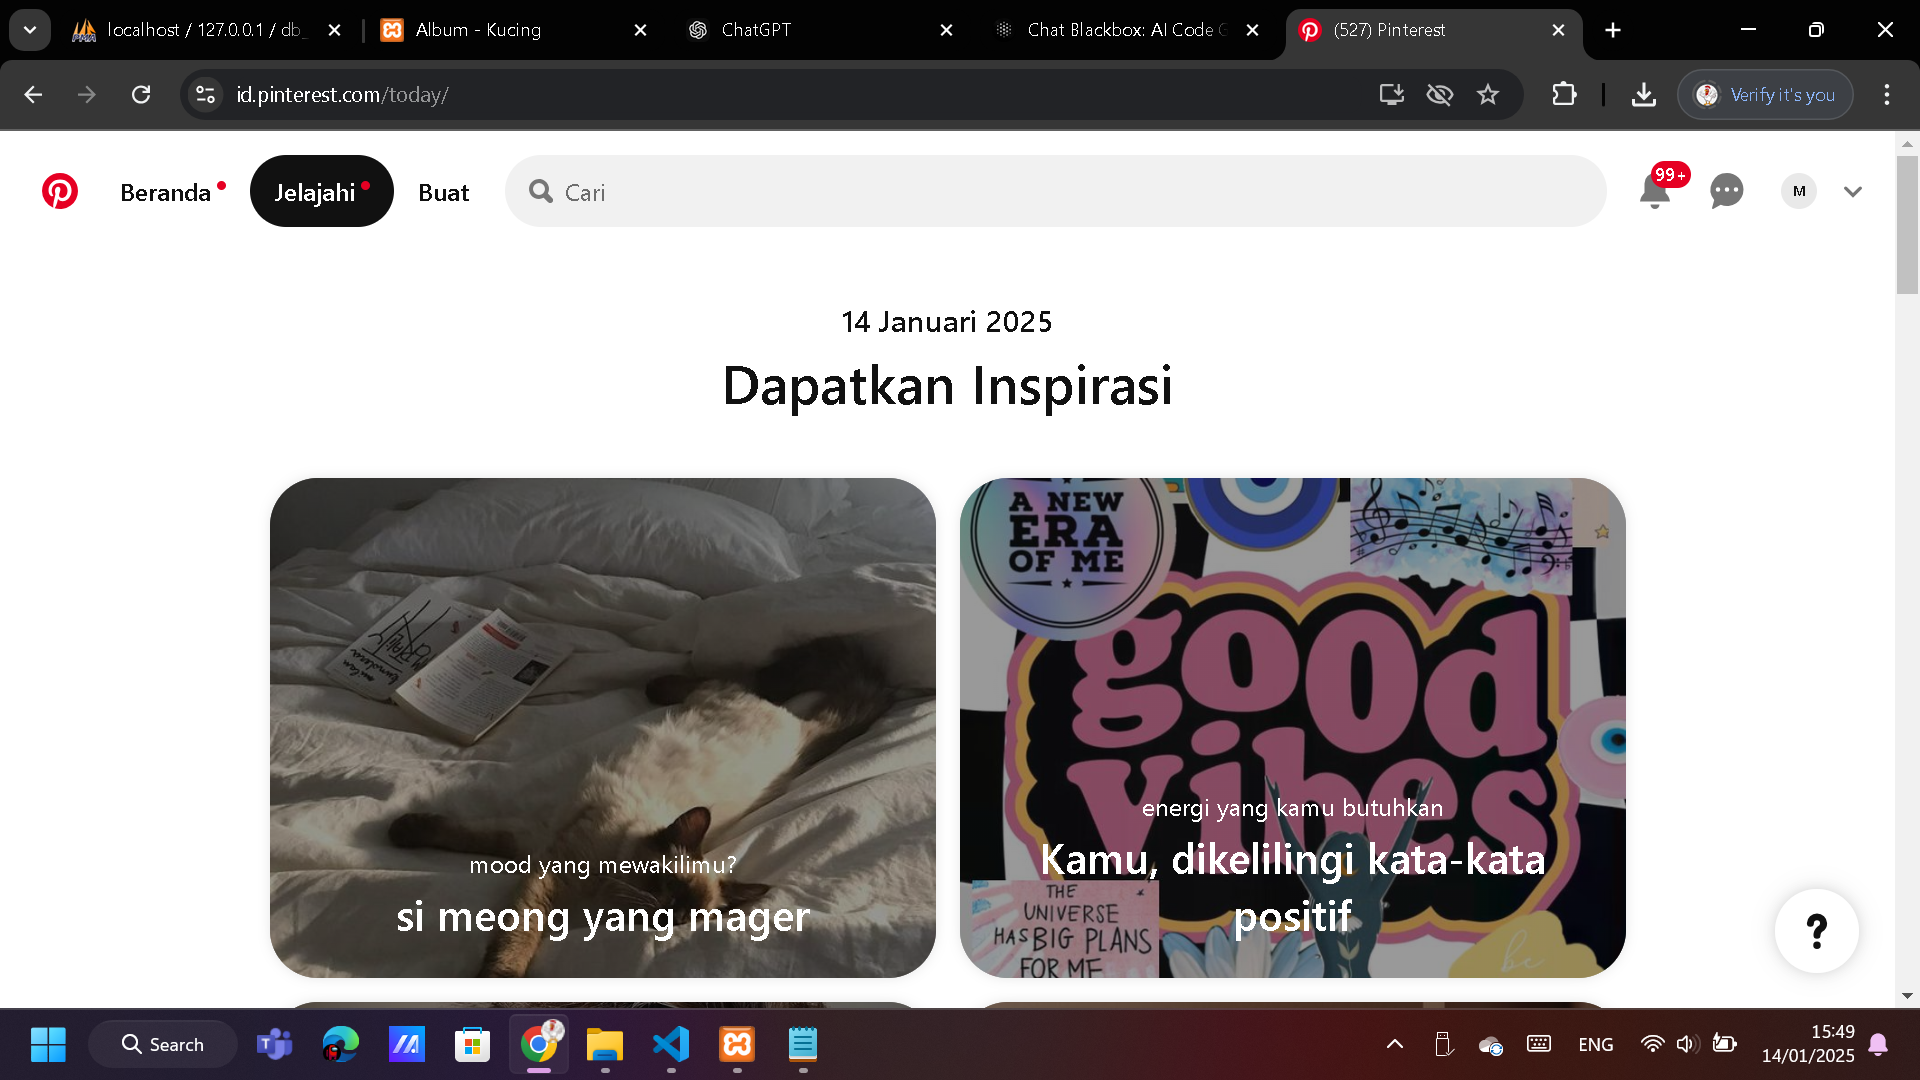 localhost / 127.0.0.1 / db_
Album - Kucing
ChatGPT
Chat Blackbox: AI Code G
(527) Pinterest
id.pinterest.com/today/
Verify it's you
Beranda
Jelajahi
Buat
Cari
99+
M
14 Januari 2025
Dapatkan Inspirasi
mood yang mewakilimu?
si meong yang mager
A NEW
ERA
OF ME
good
vibes
energi yang kamu butuhkan
Kamu, dikelilingi kata-kata
positif
THE
UNIVERSE
HAS BIG PLANS
FOR ME
be
?
Search
ENG
15:49
14/01/2025